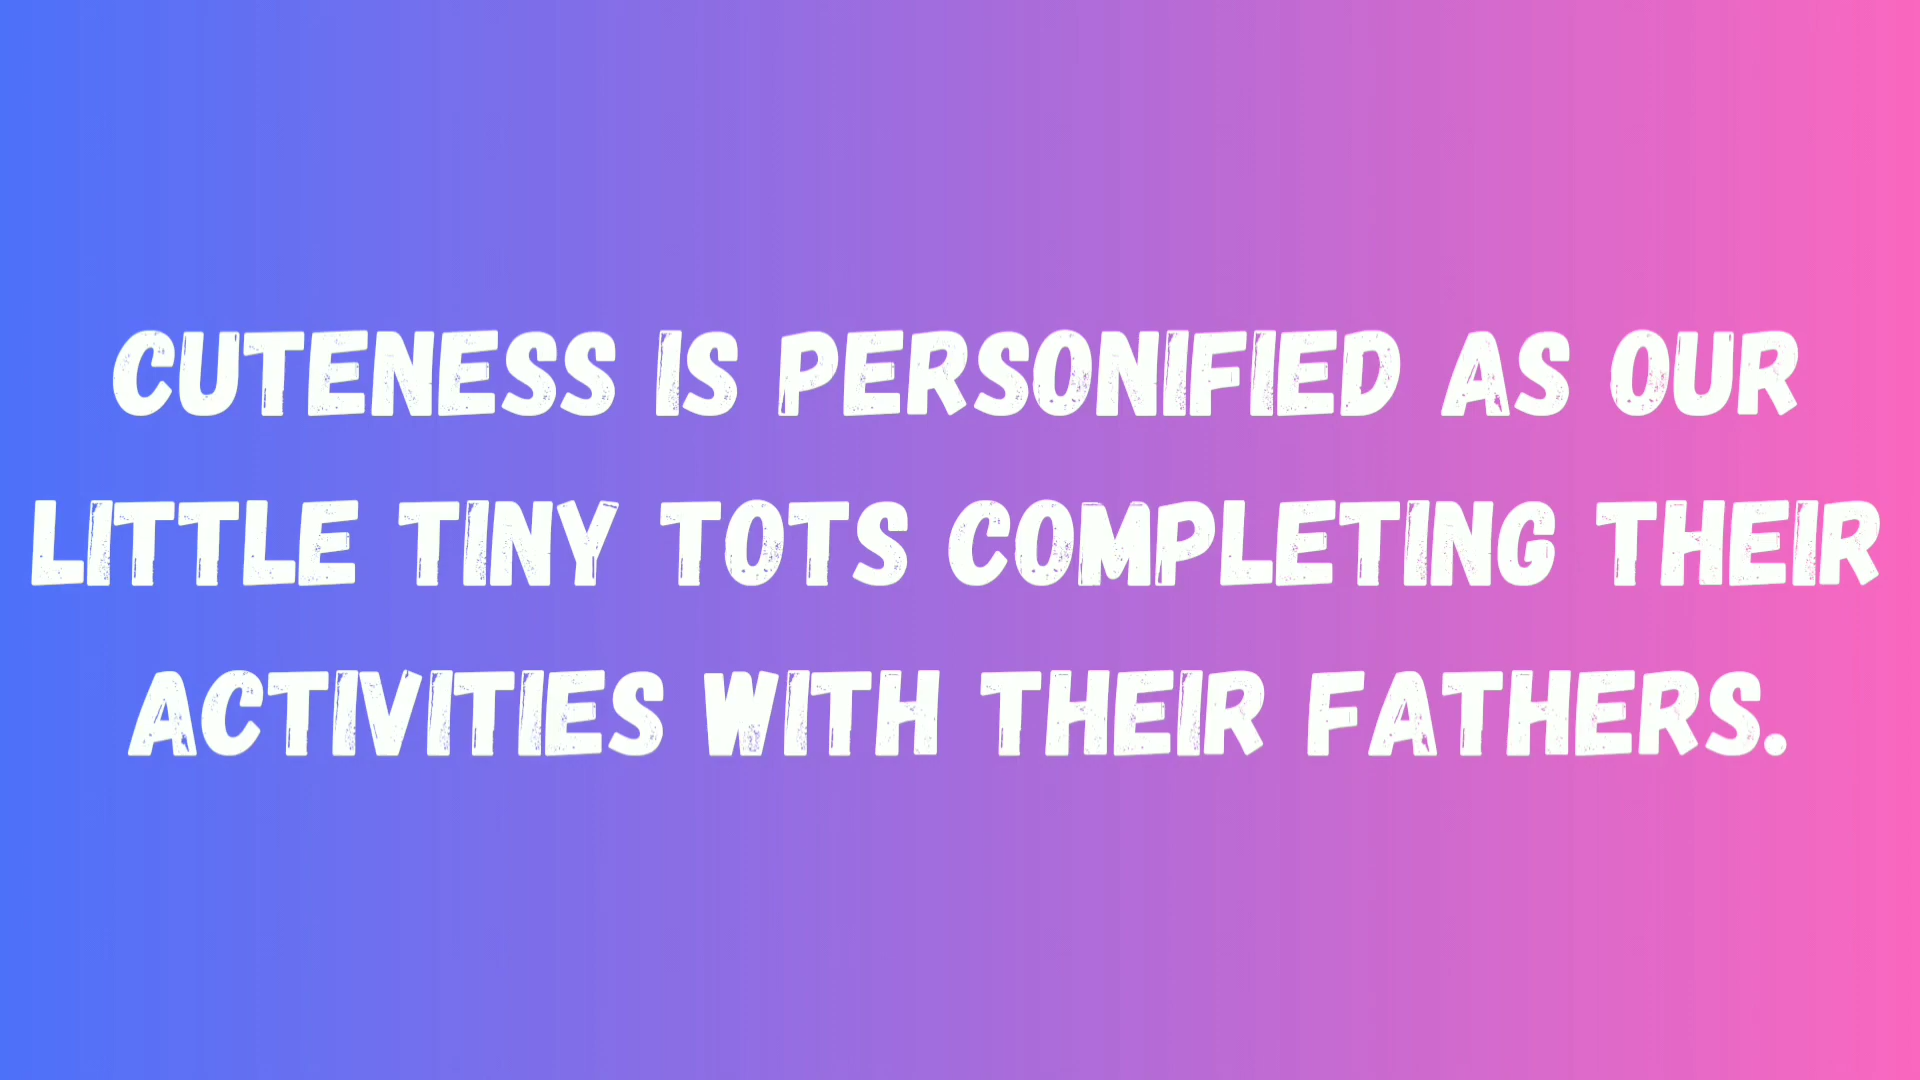 CUTENESS IS PERSONIFIED AS OUR
LITTLE TINY TOTS COMPLETING THEIR
ACTIVITIES WITH THEIR FATHERS.